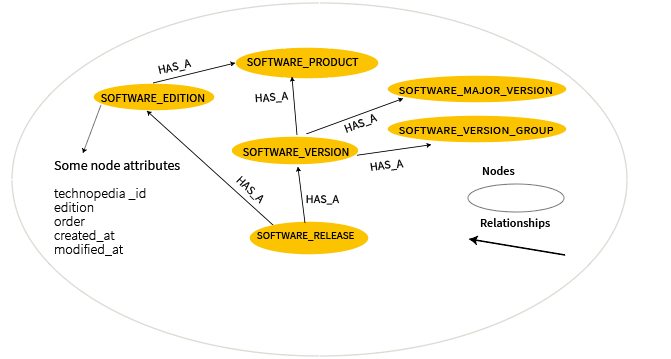 SOFTWARE_PRODUCT
HAS_A
SOFTWARE_EDITION
HAS_A
SOFTWARE_MAJOR_VERSION
HAS_A
SOFTWARE_VERSION_GROUP
SOFTWARE_VERSION
HAS_A
Some node attributes
technopedia _id
edition
order
created_at
modified_at
HAS_A
HAS_A
SOFTWARE_RELEASE
Nodes
Relationships